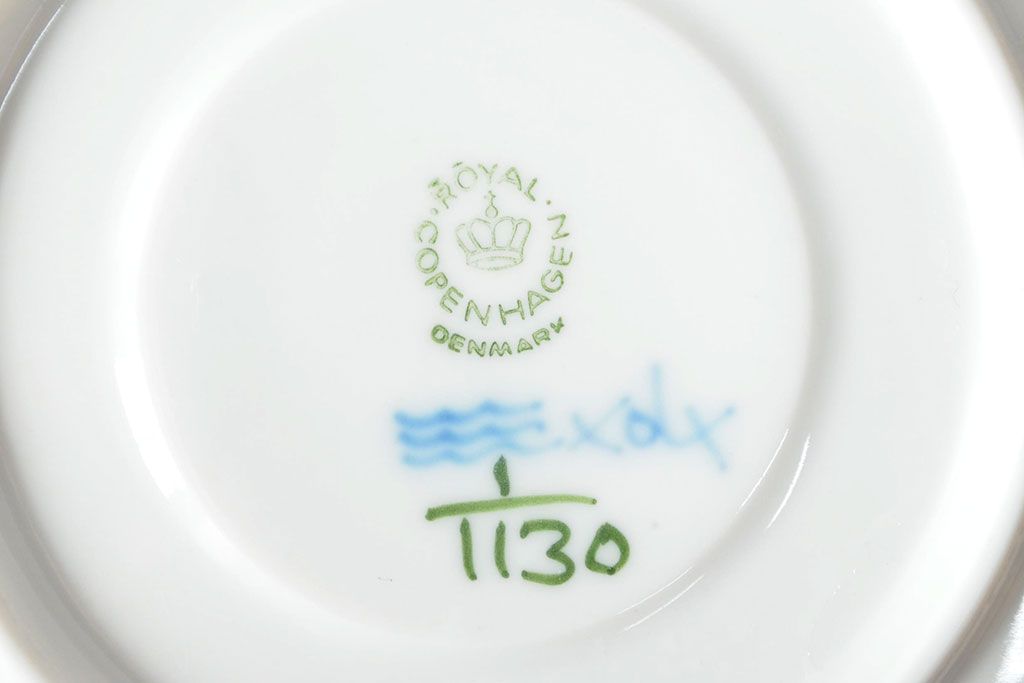 ROYAL
COPENHAGEN
DENMARK
1
1130